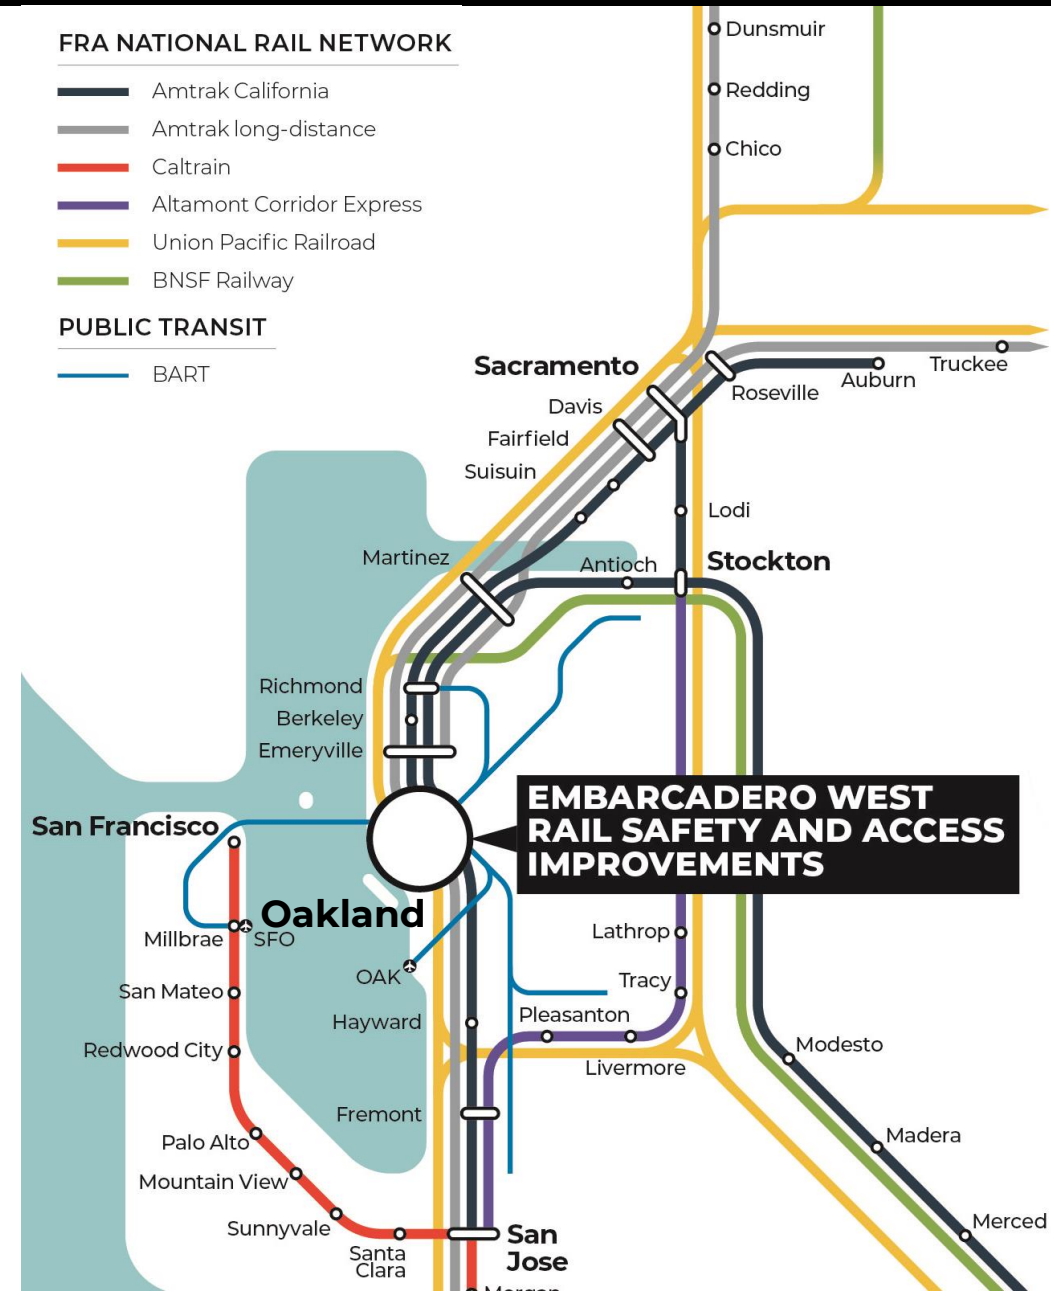 FRA NATIONAL RAIL NETWORK
Amtrak California
Amtrak long-distance
Caltrain
Altamont Corridor Express
Union Pacific Railroad
BNSF Railway
PUBLIC TRANSIT
BART
Dunsmuir
Redding
Chico
Sacramento
Truckee
Auburn
Roseville
Davis
Fairfield
Suisuin
Lodi
Martinez
Antioch
Stockton
Richmond
Berkeley
Emeryville
EMBARCADERO WEST
RAIL SAFETY AND ACCESS
IMPROVEMENTS
San Francisco
Oakland
Millbrae
SFO
OAK
Lathrop
Tracy
San Mateo
Hayward
Pleasanton
Redwood City
Livermore
Modesto
Fremont
Palo Alto
Madera
Mountain View
Sunnyvale
Santa
Clara
San
Jose
Merced